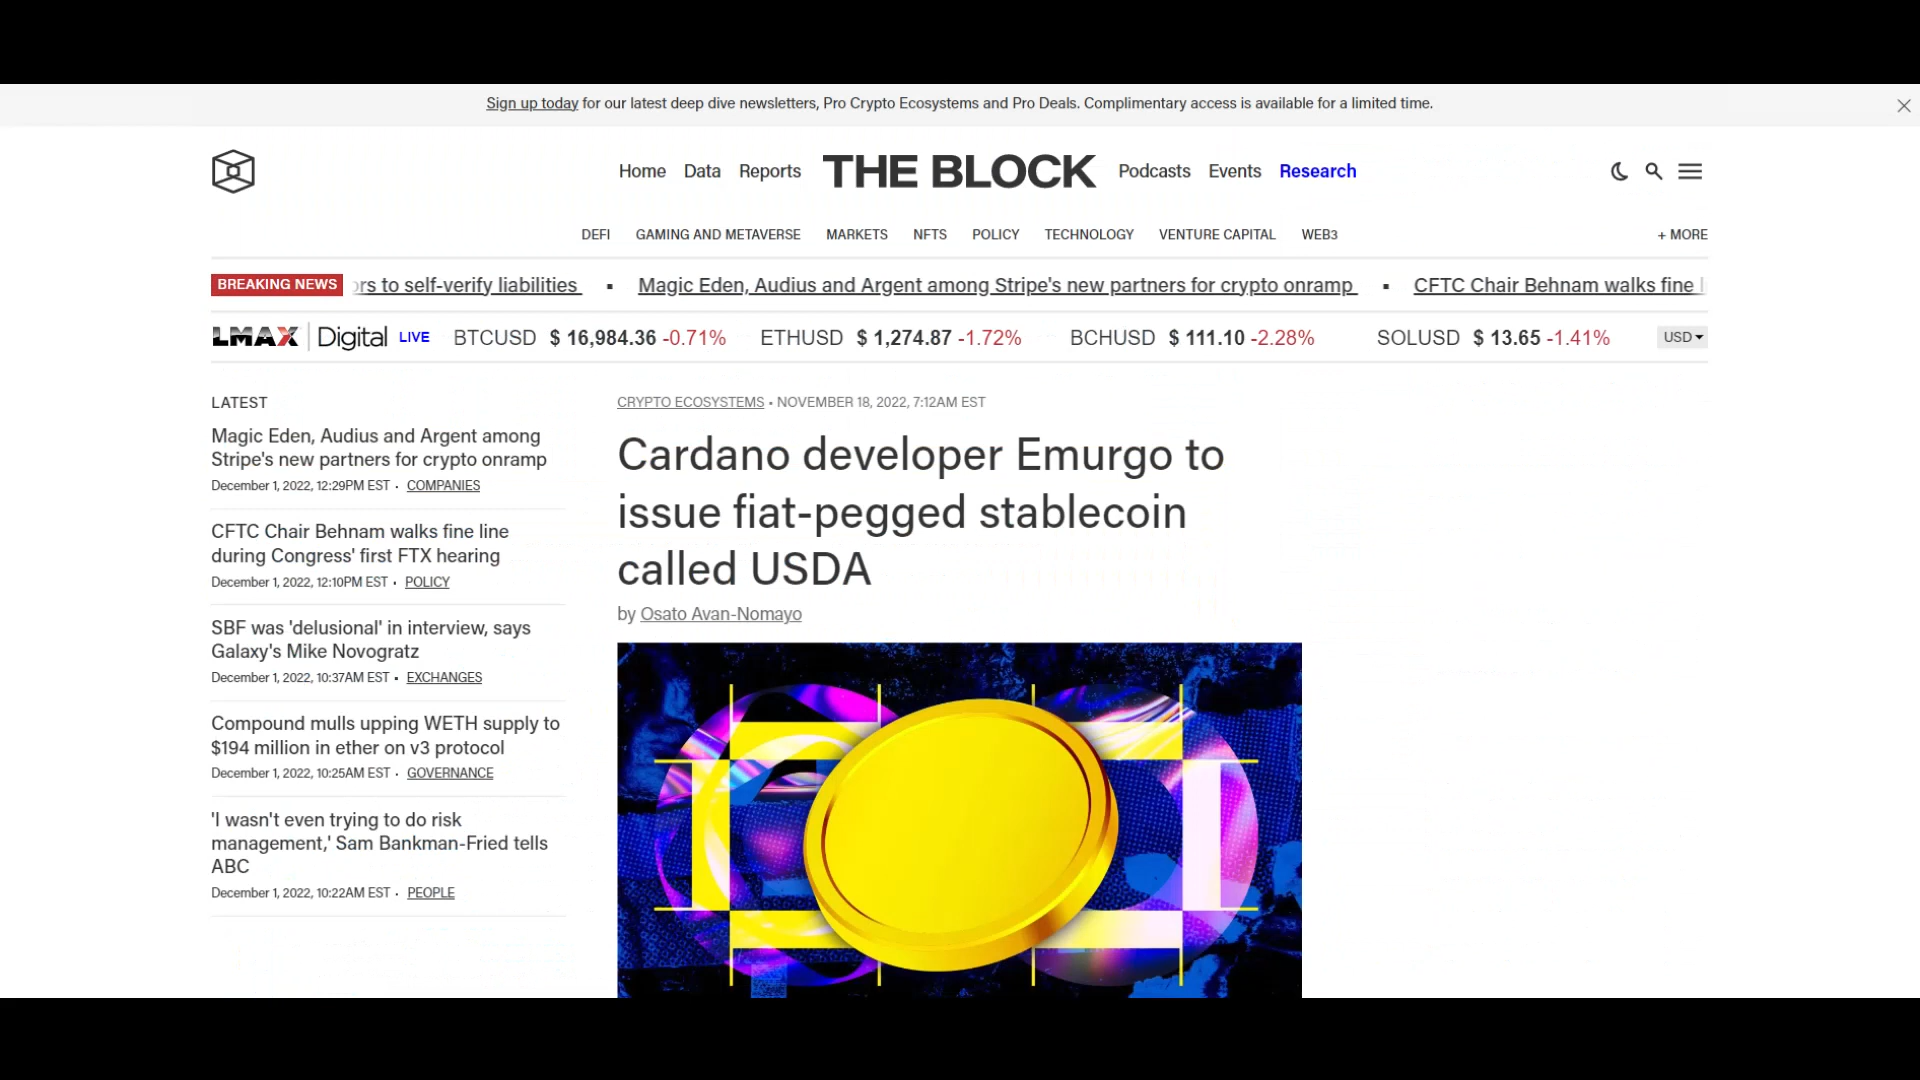 Sign up today for our latest deep dive newsletters, Pro Crypto Ecosystems and Pro Deals. Complimentary access is available for a limited time.
Home Data Reports THE BLOCK Podcasts Events Research
DEFI GAMING AND METAVERSE MARKETS NFTS POLICY TECHNOLOGY VENTURE CAPITAL WEB3 + MORE
BREAKING NEWS to self-verify liabilities ▪ Magic Eden, Audius and Argent among Stripe's new partners for crypto onramp ▪ CFTC Chair Behnam walks fine
LMAX Digital LIVE BTCUSD $ 16,984.36 -0.71% ETHUSD $ 1,274.87 -1.72% BCHUSD $ 111.10 -2.28% SOLUSD $ 13.65 -1.41% USD
LATEST
Magic Eden, Audius and Argent among
Stripe's new partners for crypto onramp
December 1, 2022, 12:29PM EST • COMPANIES
CFTC Chair Behnam walks fine line
during Congress' first FTX hearing
December 1, 2022, 12:10PM EST • POLICY
SBF was 'delusional' in interview, says
Galaxy's Mike Novogratz
December 1, 2022, 10:37AM EST • EXCHANGES
Compound mulls upping WETH supply to
$194 million in ether on v3 protocol
December 1, 2022, 10:25AM EST • GOVERNANCE
'I wasn't even trying to do risk
management,' Sam Bankman-Fried tells
ABC
December 1, 2022, 10:22AM EST • PEOPLE
CRYPTO ECOSYSTEMS • NOVEMBER 18, 2022, 7:12AM EST
Cardano developer Emurgo to
issue fiat-pegged stablecoin
called USDA
by Osato Avan-Nomayo